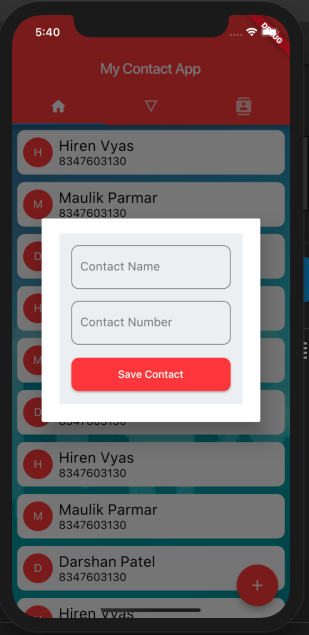 5:40
DEBUG
My Contact App
H
Hiren Vyas
8347603130
M
Maulik Parmar
8347603130
D
Contact Name
H
Contact Number
M
Save Contact
D
8347603130
H
Hiren Vyas
8347603130
M
Maulik Parmar
8347603130
D
Darshan Patel
8347603130
+
H
Hiren Vyas